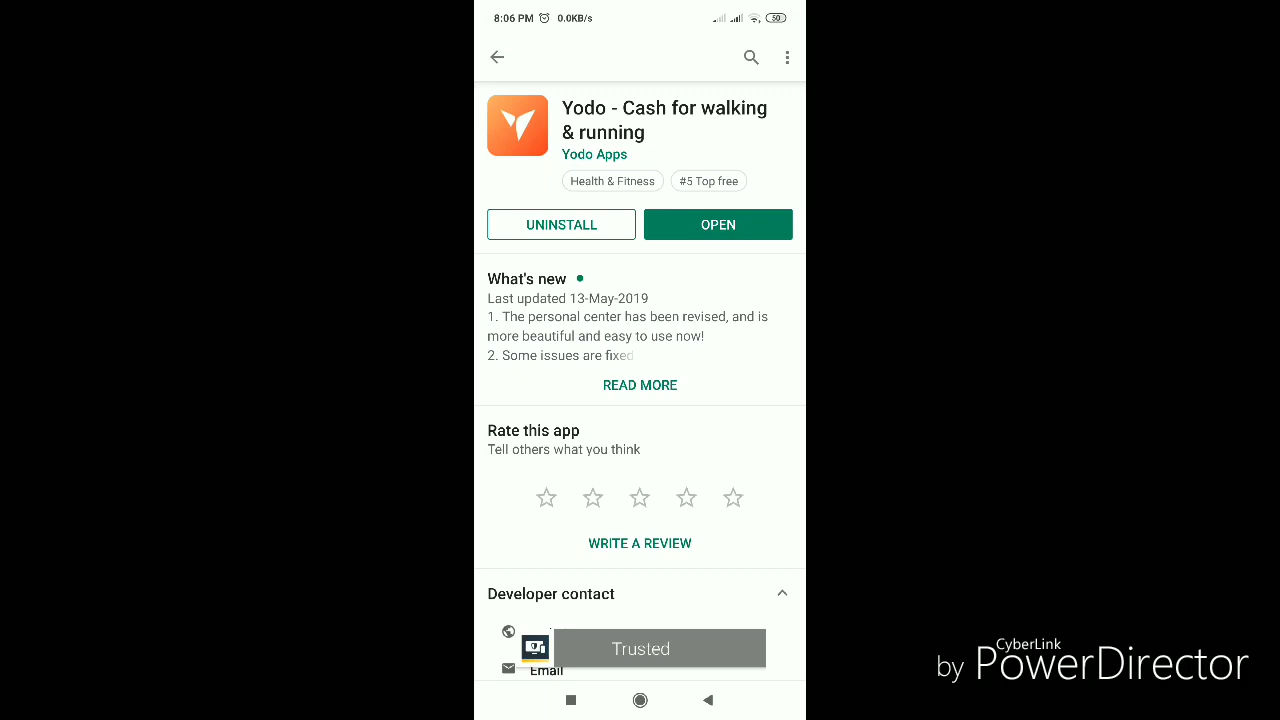 8:06 PM 0.0KB/s 50
Yodo - Cash for walking
& running
Yodo Apps
Health & Fitness #5 Top free
UNINSTALL OPEN
What's new
Last updated 13-May-2019
1. The personal center has been revised, and is
more beautiful and easy to use now!
2. Some issues are fixed
READ MORE
Rate this app
Tell others what you think
WRITE A REVIEW
Developer contact
Trusted
Email
CyberLink
by PowerDirector